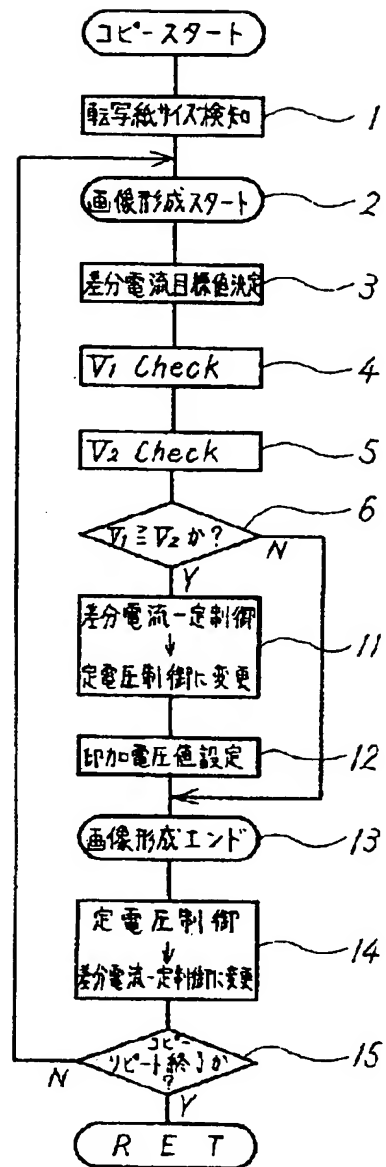 コピースタート
転写紙サイズ検知
1
画像形成スタート
2
差分電流目標値決定
3
V1 Check
4
V2 Check
5
V1≧V2か?
6
N
Y
差分電流一定制御
↓
定電圧制御に変更
11
印加電圧値設定
12
画像形成エンド
13
定電圧制御
↓
差分電流一定制御に変更
14
コピー
リピート終了か
?
15
N
Y
RET